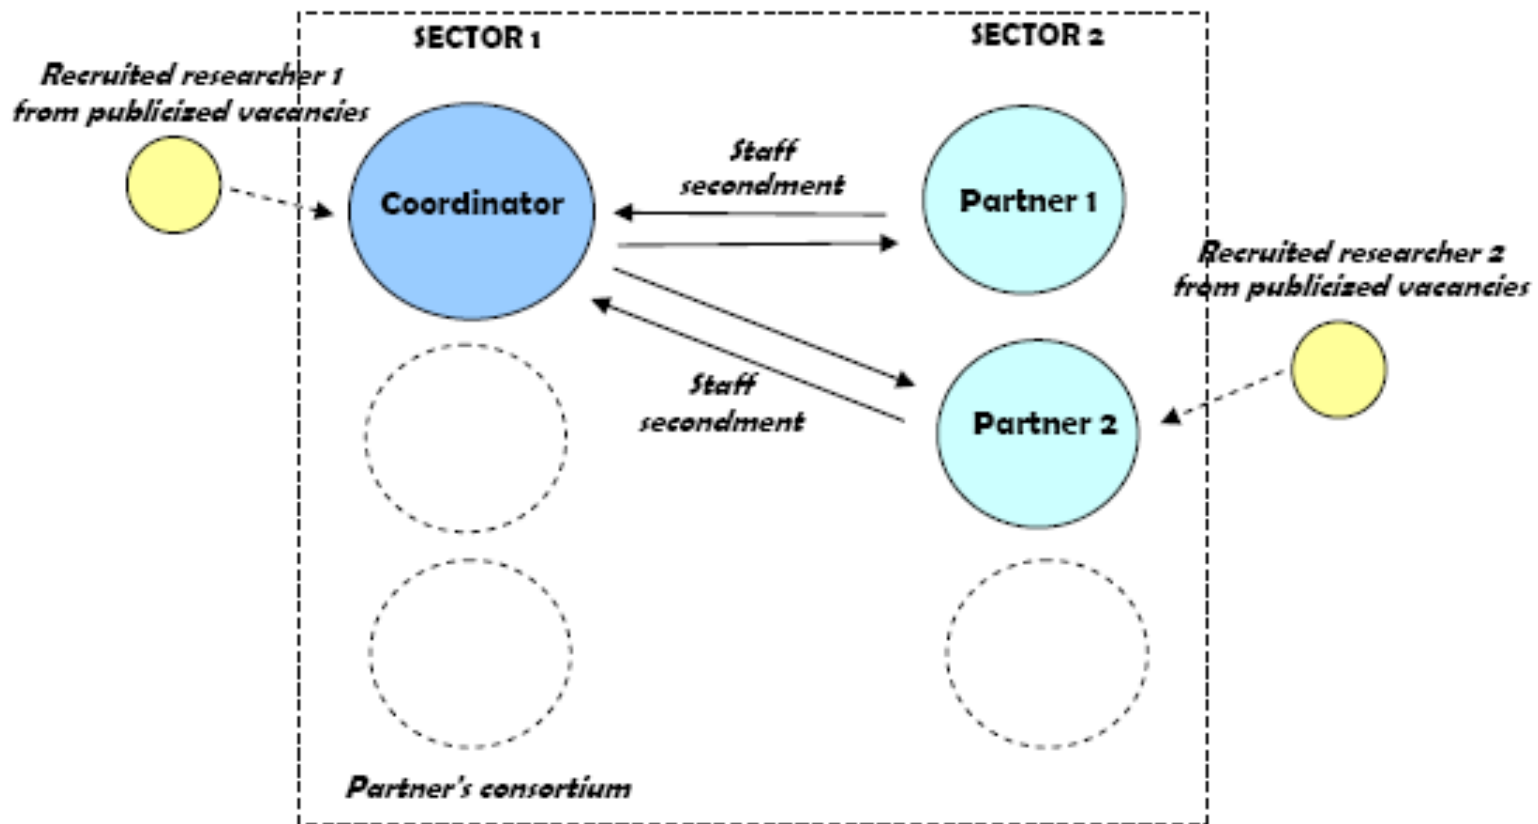 SECTOR 1
SECTOR 2
Recruited researcher 1
from publicized vacancies
Coordinator
Staff
secondment
Partner 1
Recruited researcher 2
from publicized vacancies
Staff
secondment
Partner 2
Partner's consortium